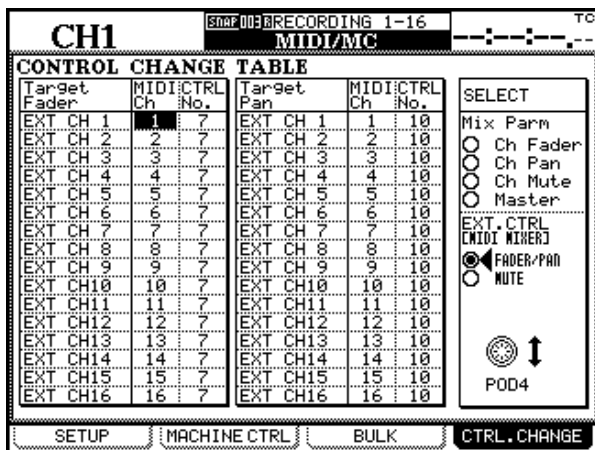 CH1
SNAP 003 RRECORDING 1-16
MIDI/MC
TC
--:--:--.--
CONTROL CHANGE TABLE
Target Fader MIDI Ch CTRL No.
EXT CH 1 1 7
EXT CH 2 2 7
EXT CH 3 3 7
EXT CH 4 4 7
EXT CH 5 5 7
EXT CH 6 6 7
EXT CH 7 7 7
EXT CH 8 8 7
EXT CH 9 9 7
EXT CH10 10 7
EXT CH11 11 7
EXT CH12 12 7
EXT CH13 13 7
EXT CH14 14 7
EXT CH15 15 7
EXT CH16 16 7
Target Pan MIDI Ch CTRL No.
EXT CH 1 1 10
EXT CH 2 2 10
EXT CH 3 3 10
EXT CH 4 4 10
EXT CH 5 5 10
EXT CH 6 6 10
EXT CH 7 7 10
EXT CH 8 8 10
EXT CH 9 9 10
EXT CH10 10 10
EXT CH11 11 10
EXT CH12 12 10
EXT CH13 13 10
EXT CH14 14 10
EXT CH15 15 10
EXT CH16 16 10
SELECT
Mix Parm
Ch Fader
Ch Pan
Ch Mute
Master
EXT.CTRL
[MIDI MIXER]
FADER/PAN
MUTE
POD4
SETUP
MACHINE CTRL
BULK
CTRL.CHANGE